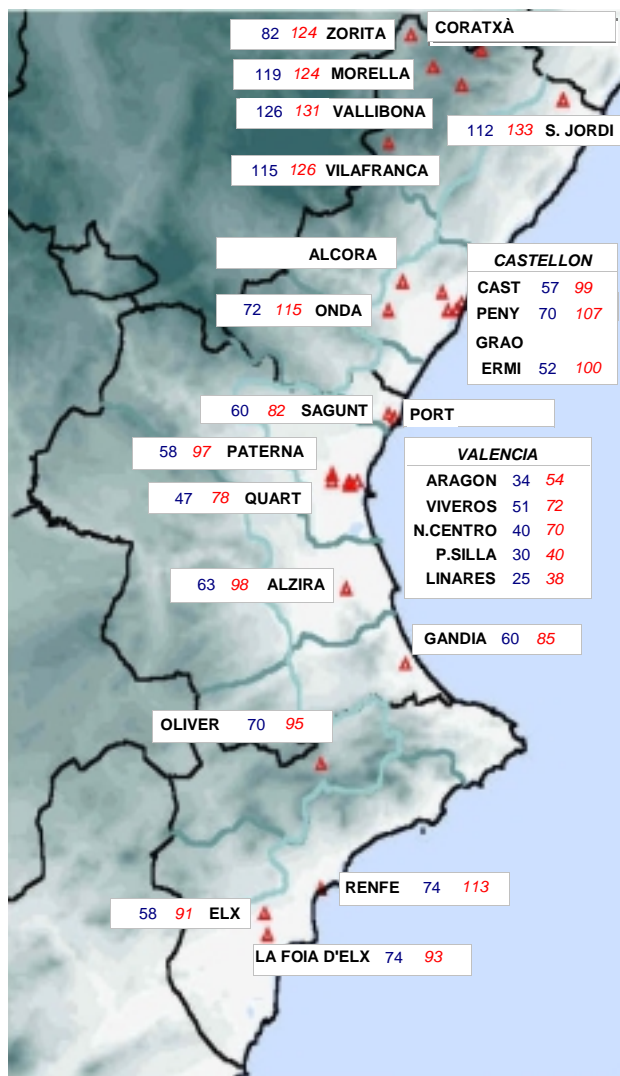 CORATXÀ
82 124 ZORITA
119 124 MORELLA
126 131 VALLIBONA
112 133 S. JORDI
115 126 VILAFRANCA
ALCORA
CASTELLON
CAST 57 99
PENY 70 107
GRAO
ERMI 52 100
72 115 ONDA
60 82 SAGUNT
PORT
58 97 PATERNA
47 78 QUART
VALENCIA
ARAGON 34 54
VIVEROS 51 72
N.CENTRO 40 70
P.SILLA 30 40
LINARES 25 38
63 98 ALZIRA
GANDIA 60 85
OLIVER 70 95
RENFE 74 113
58 91 ELX
LA FOIA D'ELX 74 93